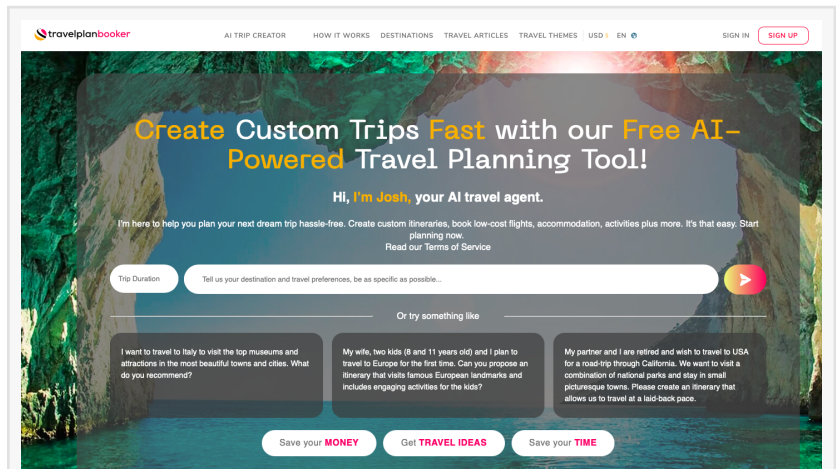 travelplanbooker
AI TRIP CREATOR
HOW IT WORKS
DESTINATIONS
TRAVEL ARTICLES
TRAVEL THEMES
USD $
EN
SIGN IN
SIGN UP
Create Custom Trips Fast with our Free AI-
Powered Travel Planning Tool!
Hi, I'm Josh, your AI travel agent.
I'm here to help you plan your next dream trip hassle-free. Create custom itineraries, book low-cost flights, accommodation, activities plus more. It's that easy. Start
planning now.
Read our Terms of Service
Trip Duration
Tell us your destination and travel preferences, be as specific as possible...
Or try something like
I want to travel to Italy to visit the top museums and
attractions in the most beautiful towns and cities. What
do you recommend?
My wife, two kids (8 and 11 years old) and I plan to
travel to Europe for the first time. Can you propose an
itinerary that visits famous European landmarks and
includes engaging activities for the kids?
My partner and I are retired and wish to travel to USA
for a road-trip through California. We want to visit a
combination of national parks and stay in small
picturesque towns. Please create an itinerary that
allows us to travel at a laid-back pace.
Save your MONEY
Get TRAVEL IDEAS
Save your TIME